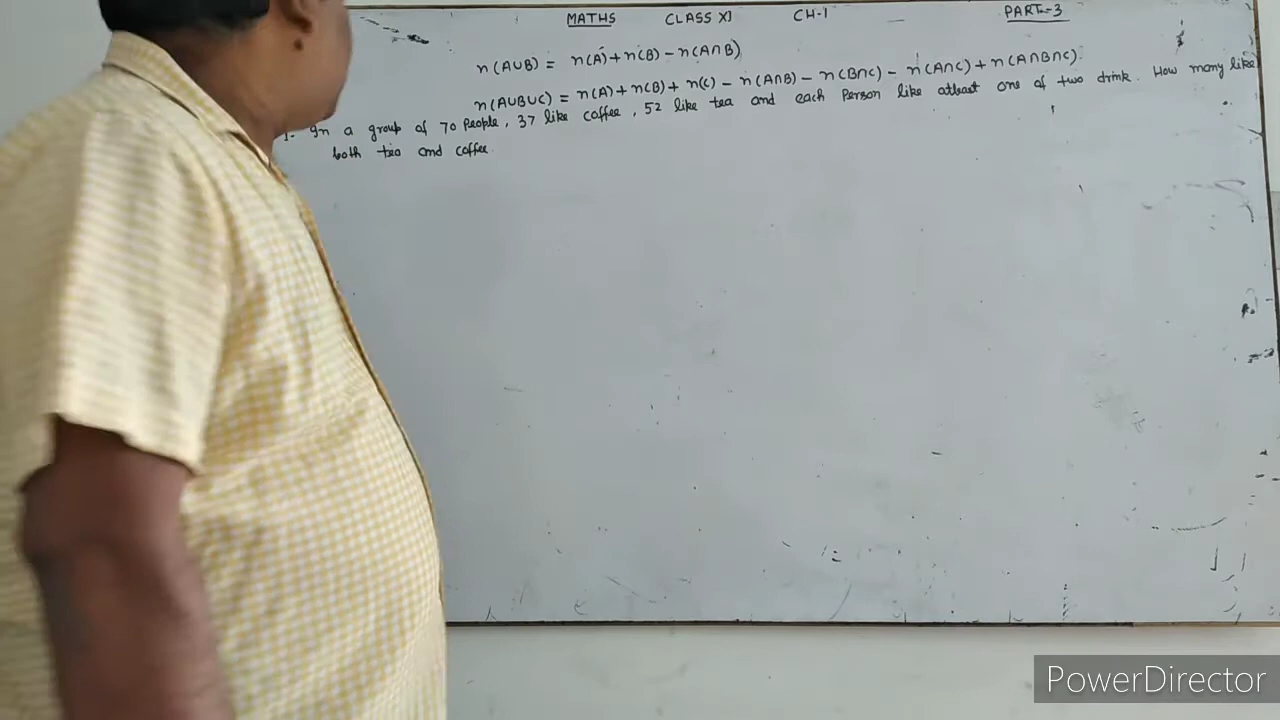 MATHS CLASS XI CH-1 PART-3
n(A∪B) = n(A)+n(B) - n(A∩B)
n(A∪B∪C) = n(A)+n(B)+n(C) - n(A∩B) - n(B∩C) - n(A∩C) + n(A∩B∩C).
1. In a group of 70 People, 37 like coffee, 52 like tea and each Person like atleast one of two drink. How many like
both tea and coffee
PowerDirector